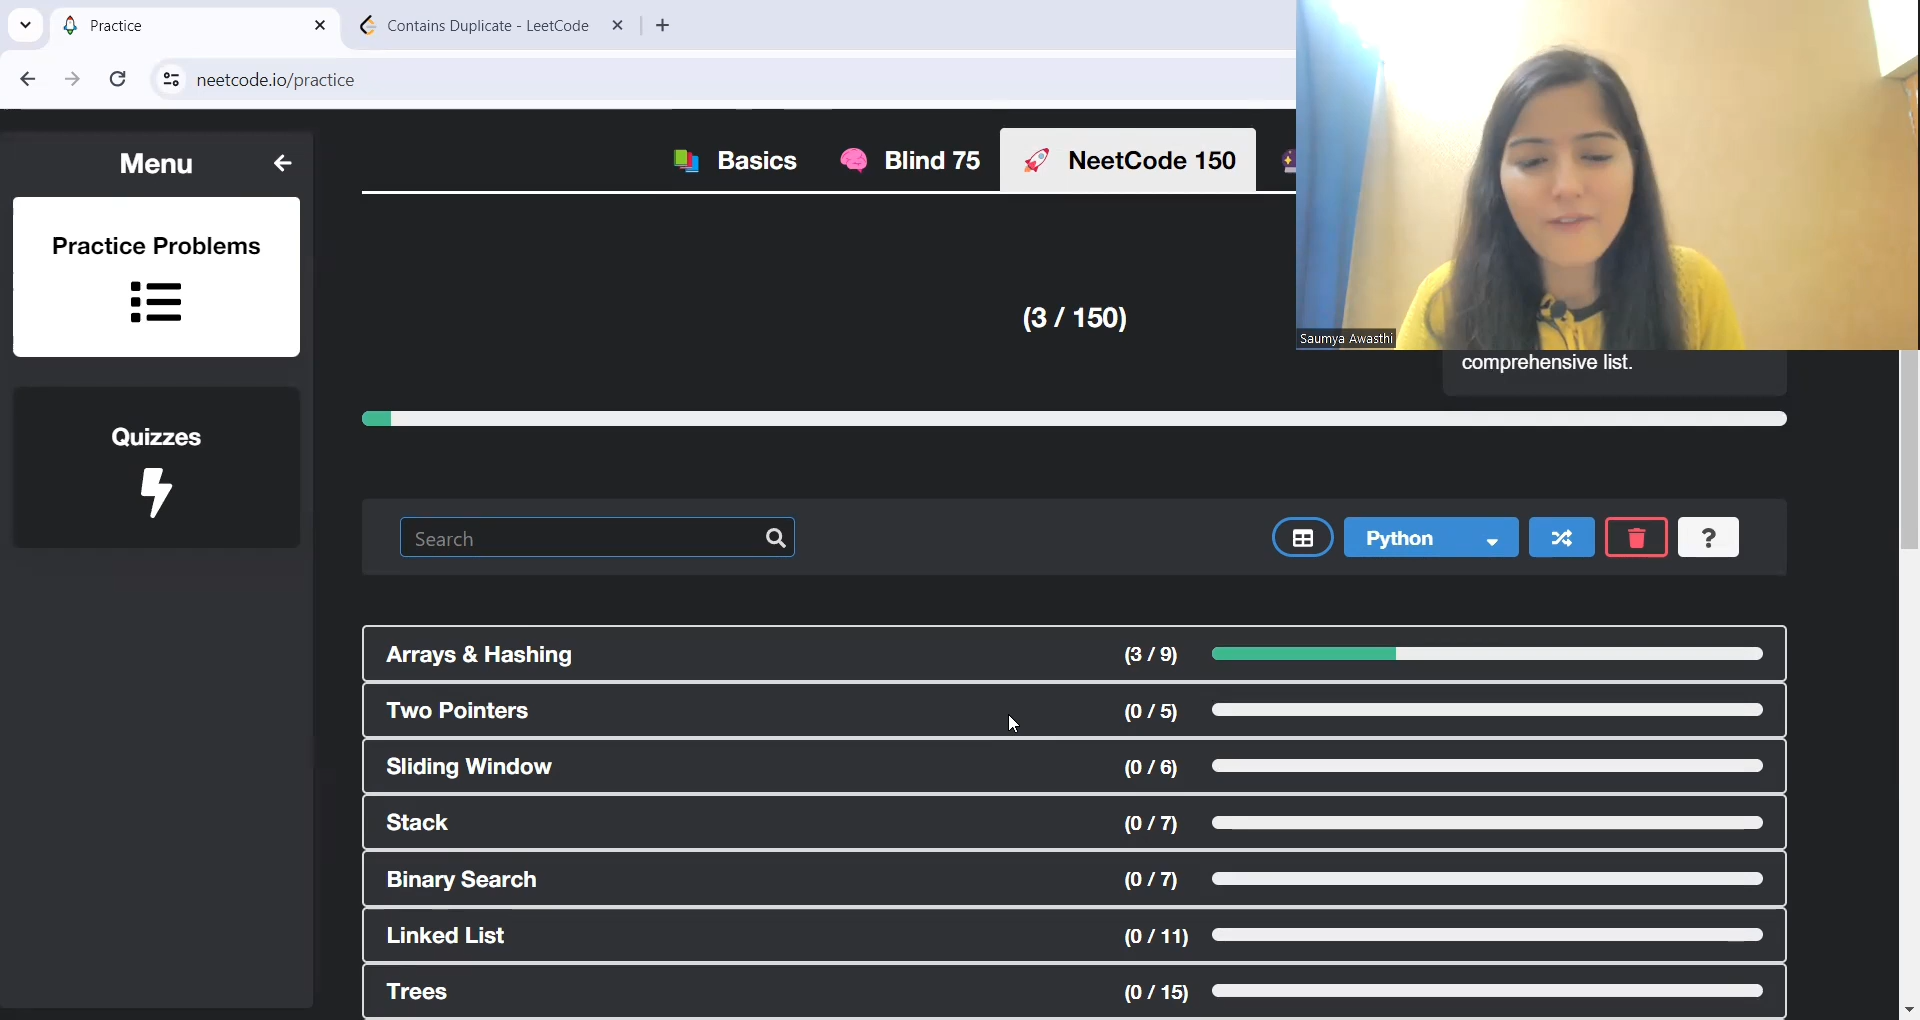 Practice
Contains Duplicate - LeetCode
neetcode.io/practice
Menu
Basics
Blind 75
NeetCode 150
Practice Problems
(3 / 150)
Saumya Awasthi
comprehensive list.
Quizzes
Search
Python
?
Arrays & Hashing (3 / 9)
Two Pointers (0 / 5)
Sliding Window (0 / 6)
Stack (0 / 7)
Binary Search (0 / 7)
Linked List (0 / 11)
Trees (0 / 15)